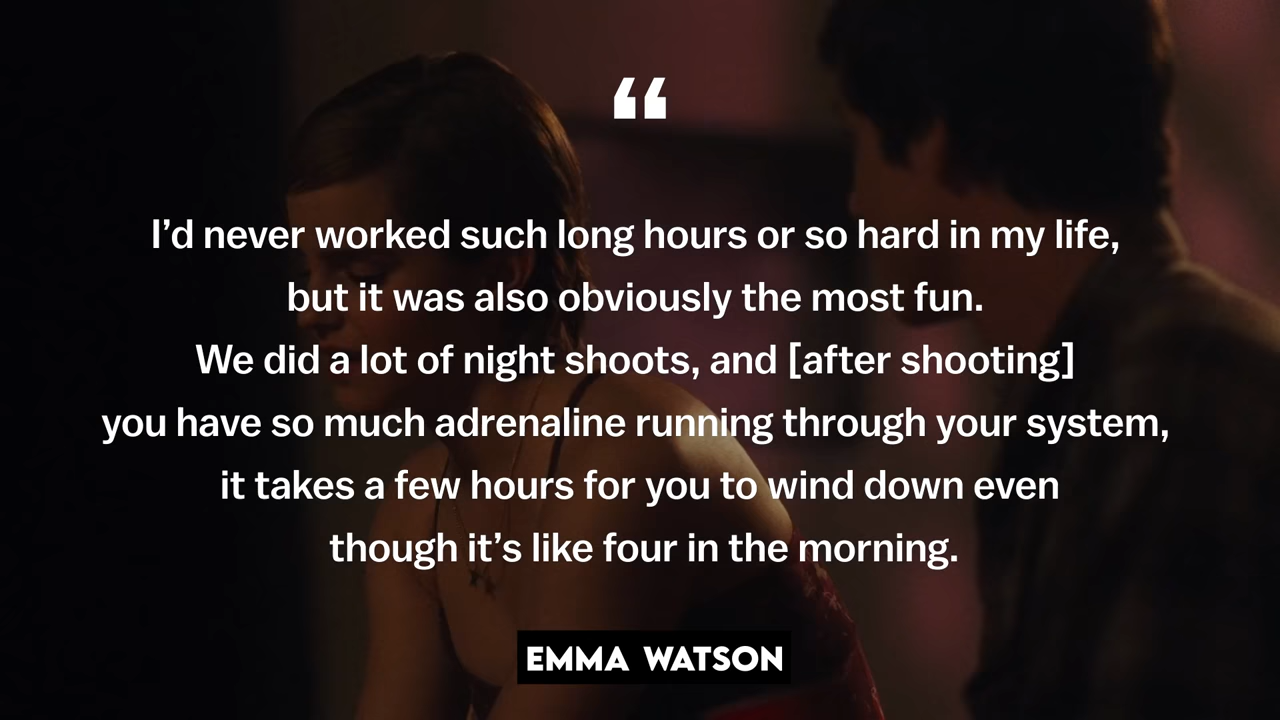 “
I’d never worked such long hours or so hard in my life,
but it was also obviously the most fun.
We did a lot of night shoots, and [after shooting]
you have so much adrenaline running through your system,
it takes a few hours for you to wind down even
though it’s like four in the morning.
EMMA WATSON